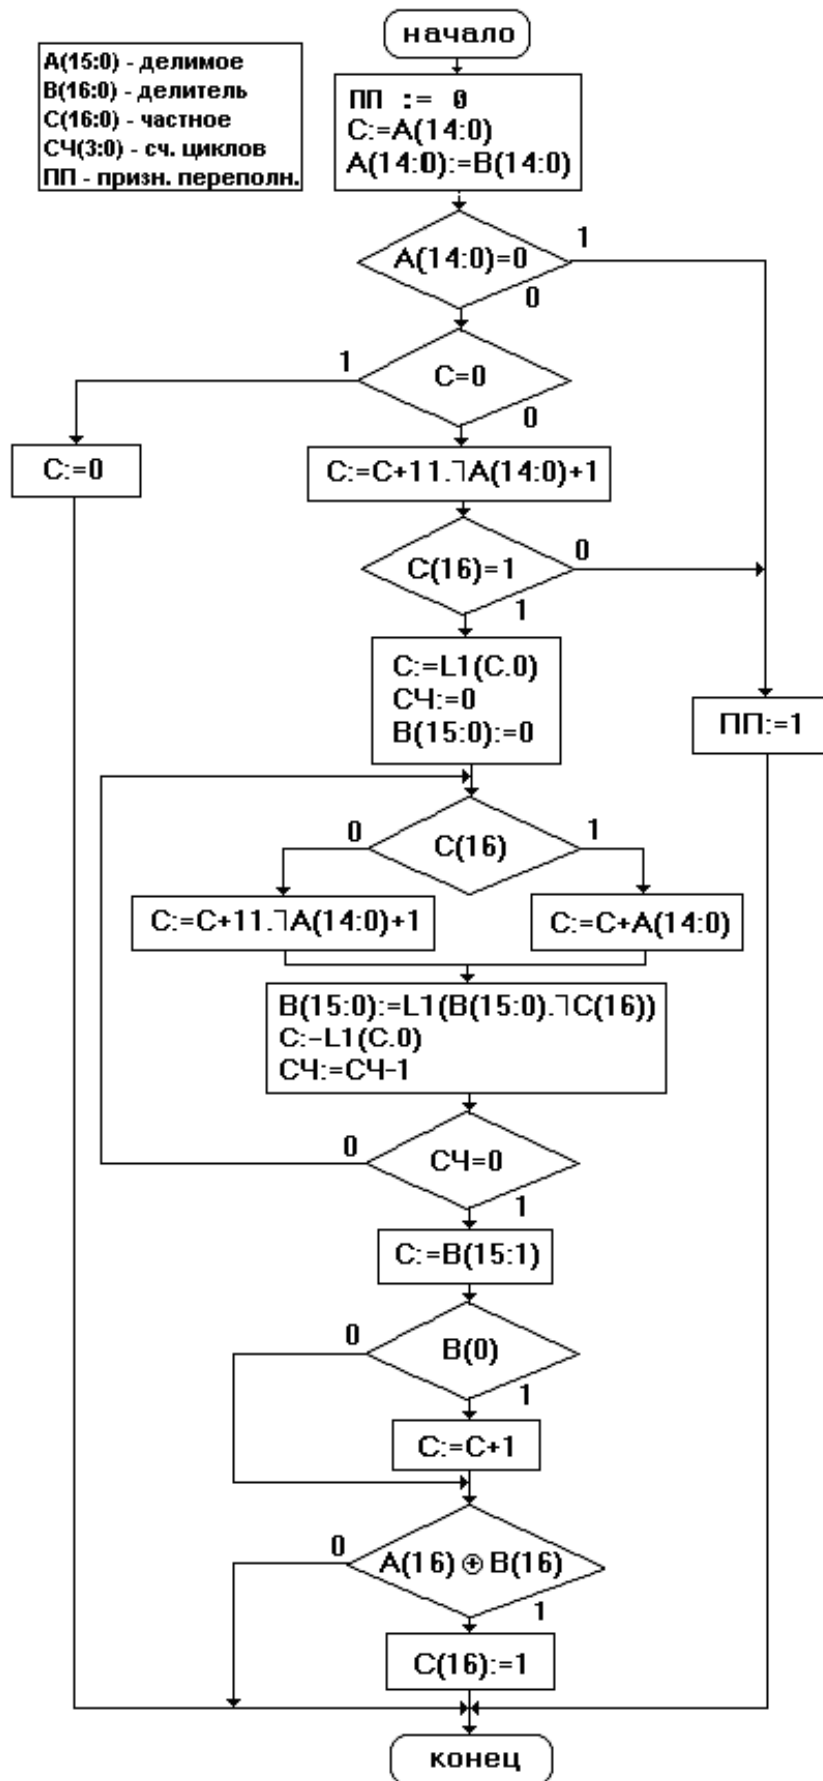 начало
A(15:0) - делимое
B(16:0) - делитель
C(16:0) - частное
СЧ(3:0) - сч. циклов
ПП - призн. переполн.
ПП := 0
C:=A(14:0)
A(14:0):=B(14:0)
A(14:0)=0
1
0
C=0
1
0
C:=0
C:=C+11.⅂A(14:0)+1
C(16)=1
0
1
C:=L1(C.0)
СЧ:=0
B(15:0):=0
ПП:=1
C(16)
0
1
C:=C+11.⅂A(14:0)+1
C:=C+A(14:0)
B(15:0):=L1(B(15:0).⅂C(16))
C:-L1(C.0)
СЧ:=СЧ-1
СЧ=0
0
1
C:=B(15:1)
B(0)
0
1
C:=C+1
A(16)⊕B(16)
0
1
C(16):=1
конец